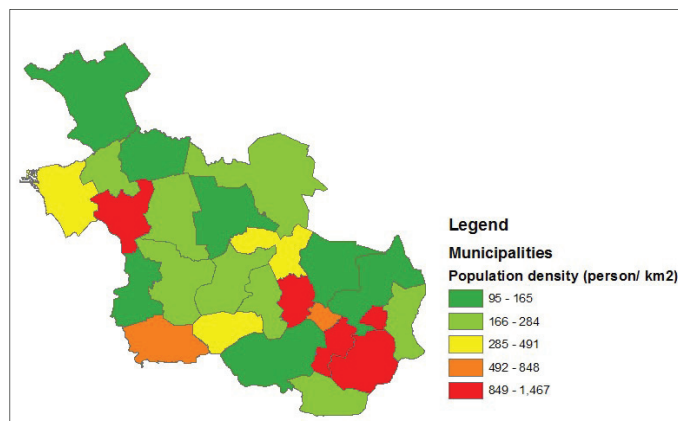 Legend
Municipalities
Population density (person/ km2)
95 - 165
166 - 284
285 - 491
492 - 848
849 - 1,467